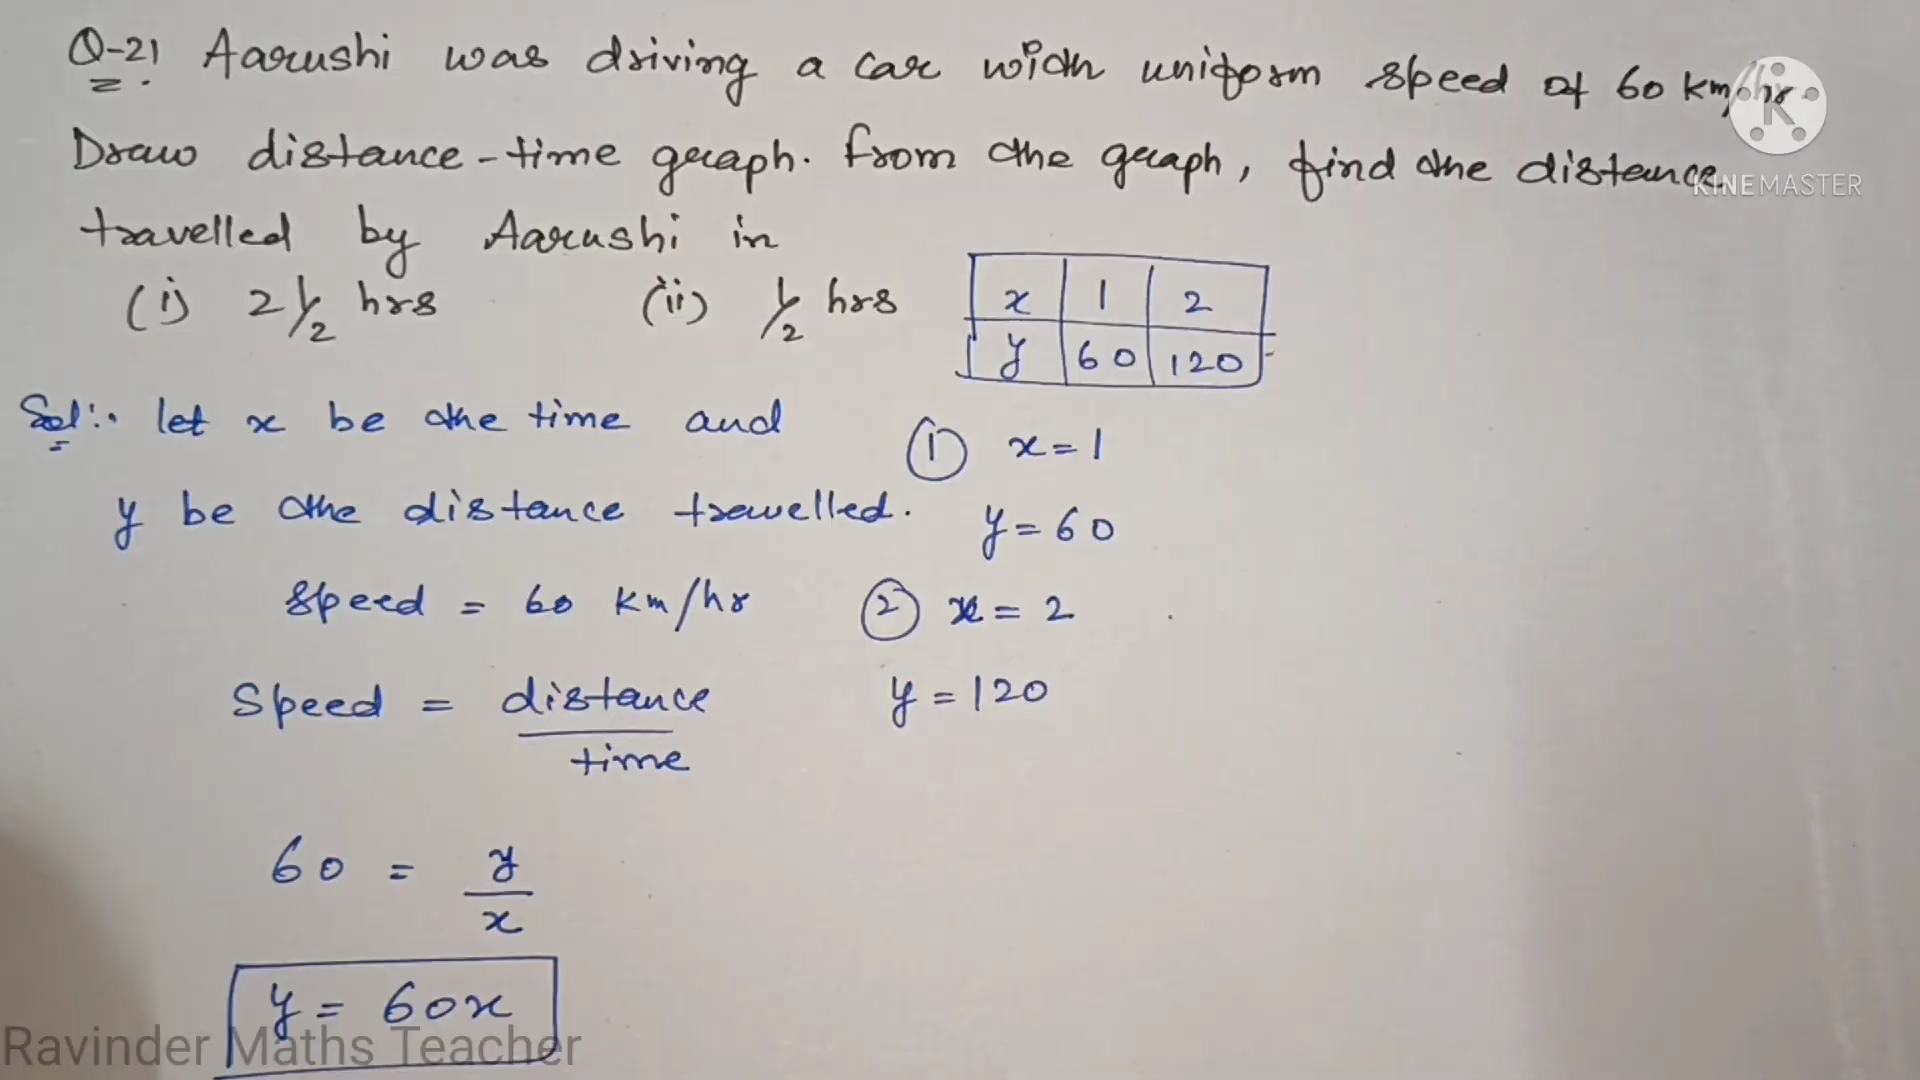 Q-21 Aarushi was driving a car with uniform speed of 60 km/hr.
Draw distance-time graph. From the graph, find the distance
KINEMASTER
travelled by Aarushi in
(i) 2 1/2 hrs (ii) 1/2 hrs
x 1 2
y 60 120
Sol:. let x be the time and
y be the distance travelled.
speed = 60 km/hr
Speed = distance
time
60 = y
x
y = 60x
① x=1
y=60
② x=2
y=120
Ravinder Maths Teacher